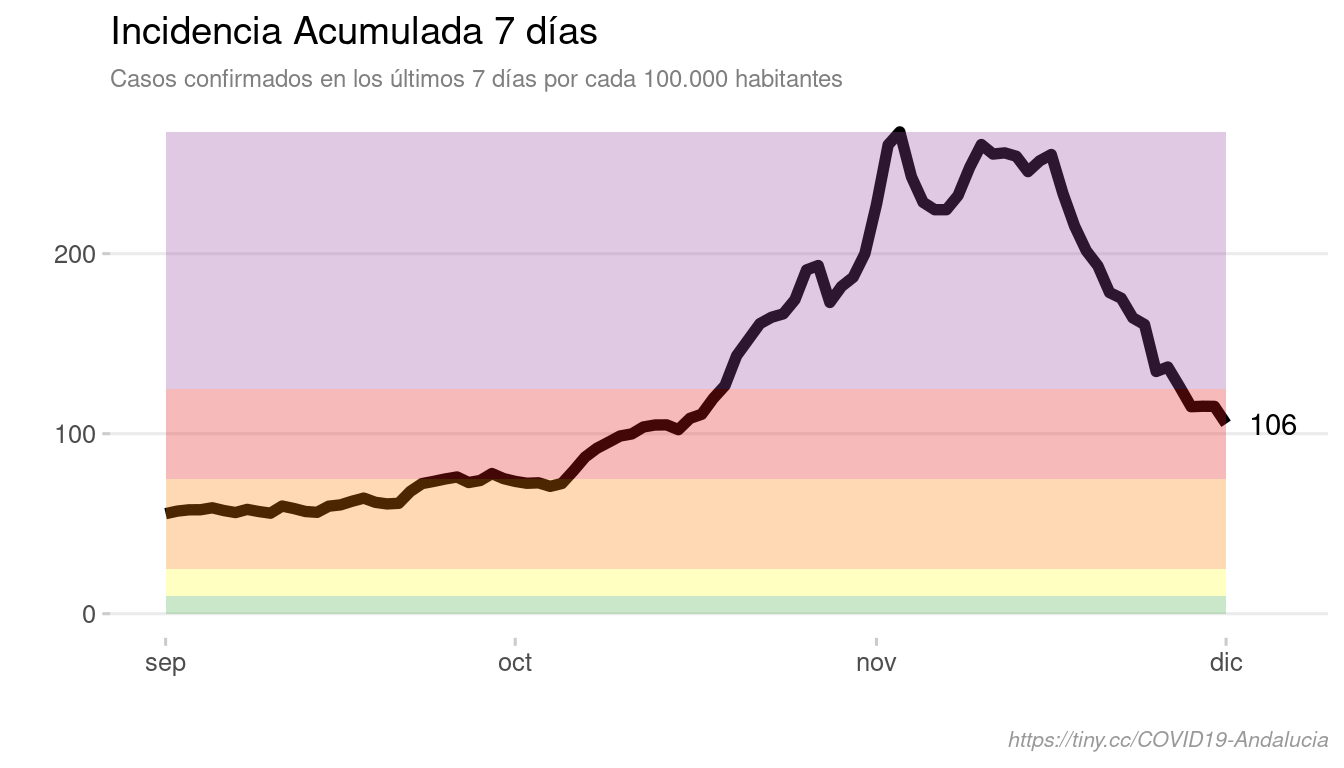 Incidencia Acumulada 7 días
Casos confirmados en los últimos 7 días por cada 100.000 habitantes
200
100
0
106
sep oct nov dic
https://tiny.cc/COVID19-Andalucia